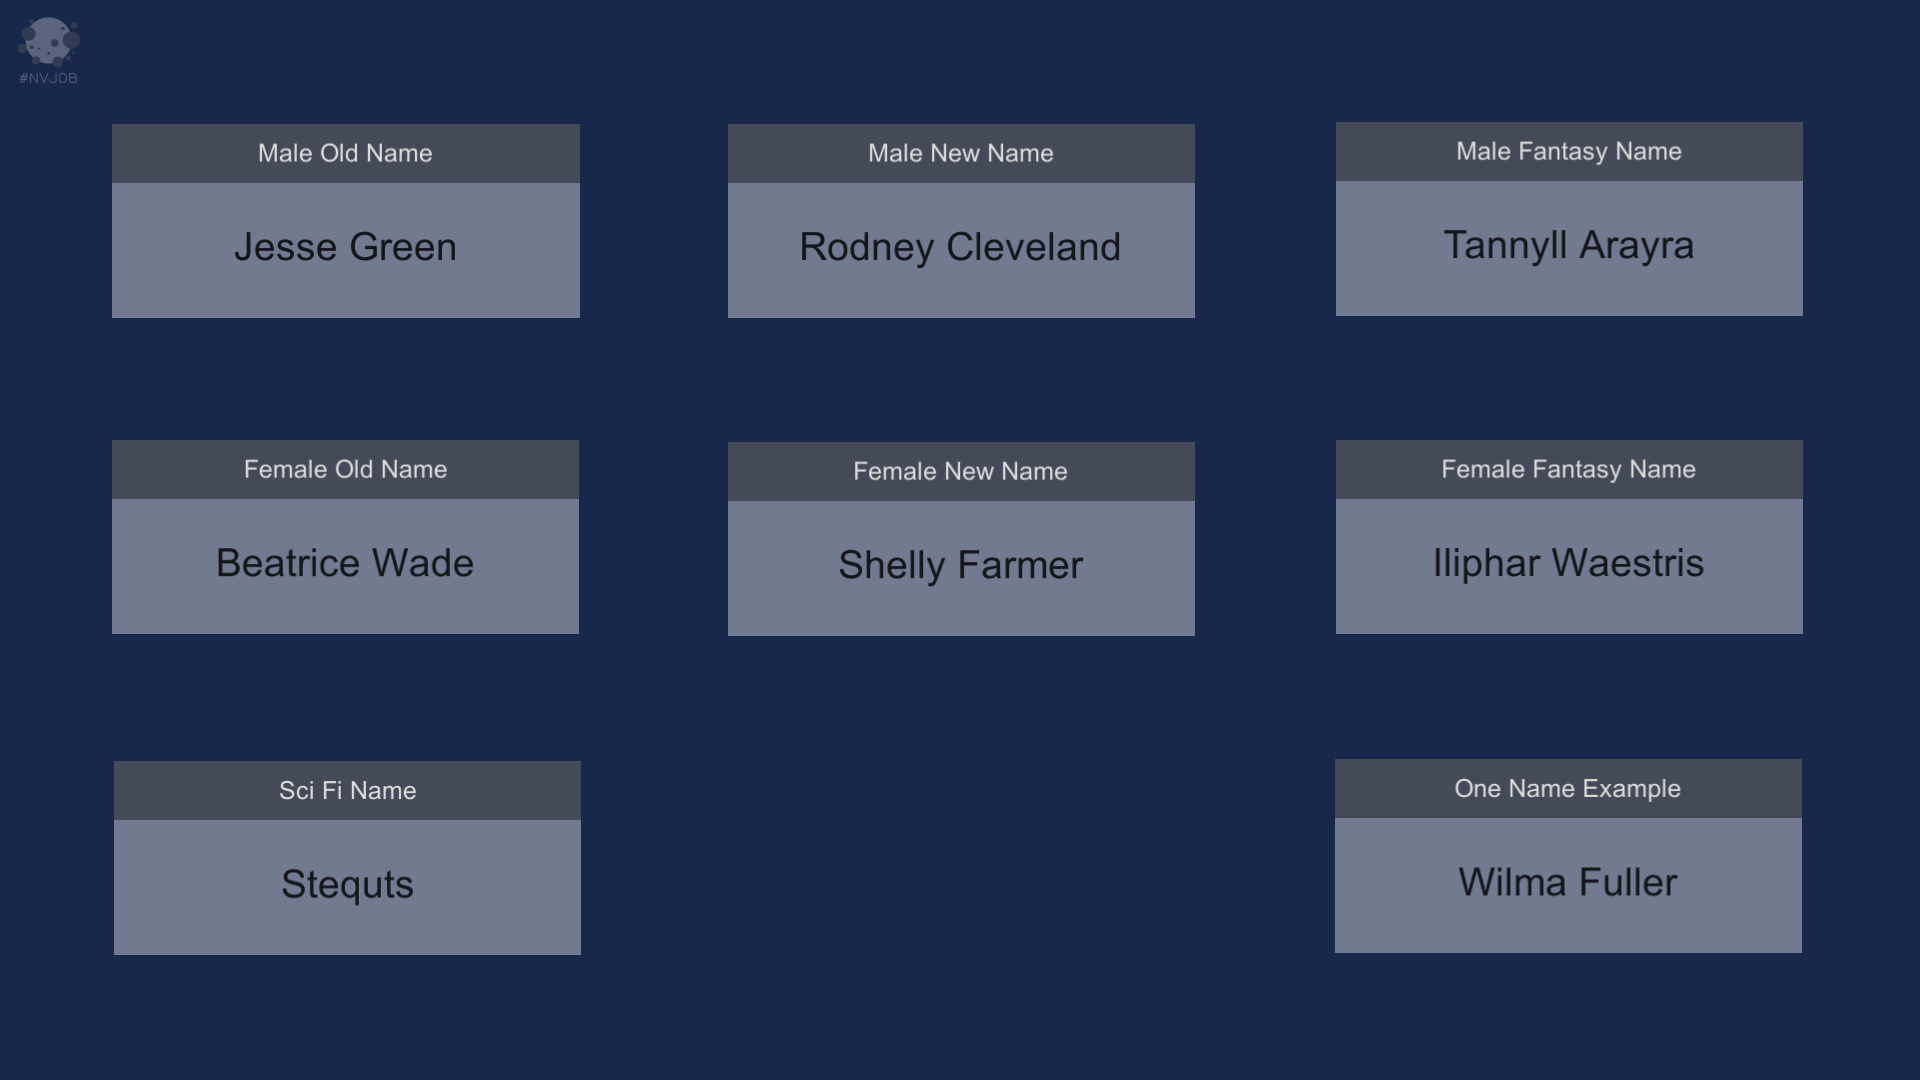 #NVJOB
Male Old Name
Jesse Green
Male New Name
Rodney Cleveland
Male Fantasy Name
Tannyll Arayra
Female Old Name
Beatrice Wade
Female New Name
Shelly Farmer
Female Fantasy Name
Iliphar Waestris
Sci Fi Name
Stequts
One Name Example
Wilma Fuller